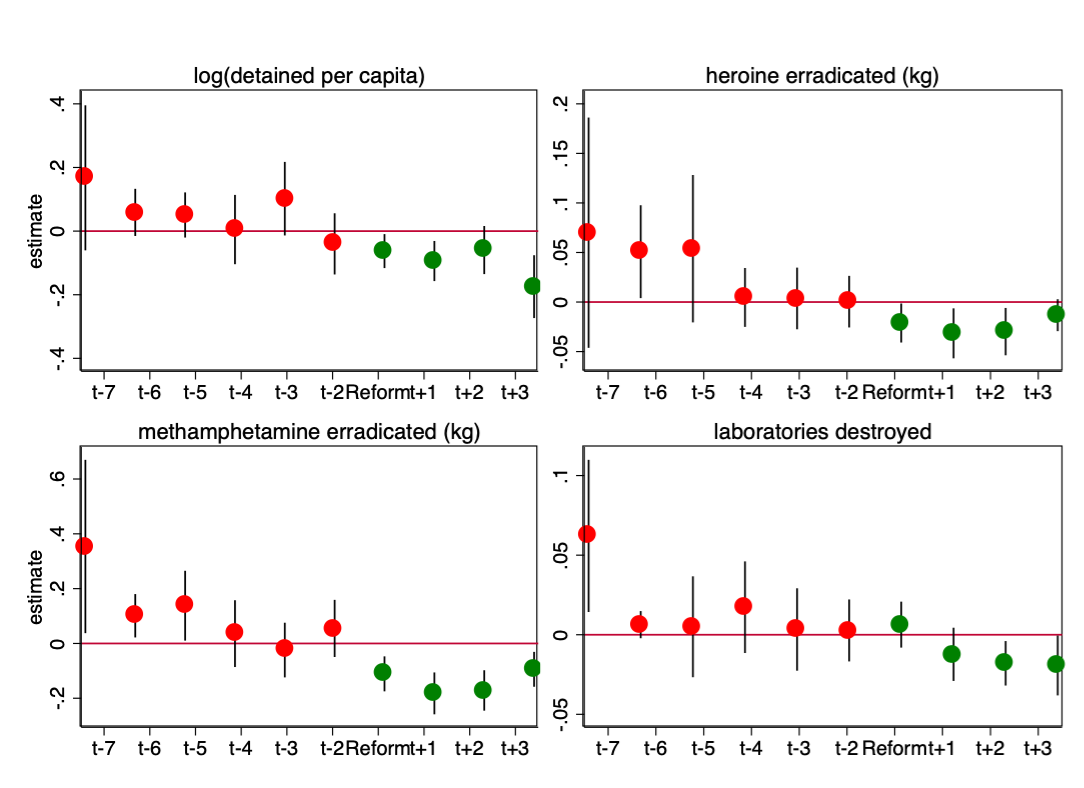 log(detained per capita)
estimate
.4
.2
0
-.2
-.4
t-7 t-6 t-5 t-4 t-3 t-2 Reform t+1 t+2 t+3
heroine erradicated (kg)
.2
.15
.1
.05
0
-.05
t-7 t-6 t-5 t-4 t-3 t-2 Reform t+1 t+2 t+3
methamphetamine erradicated (kg)
estimate
.6
.4
.2
0
-.2
t-7 t-6 t-5 t-4 t-3 t-2 Reform t+1 t+2 t+3
laboratories destroyed
.1
.05
0
-.05
t-7 t-6 t-5 t-4 t-3 t-2 Reform t+1 t+2 t+3